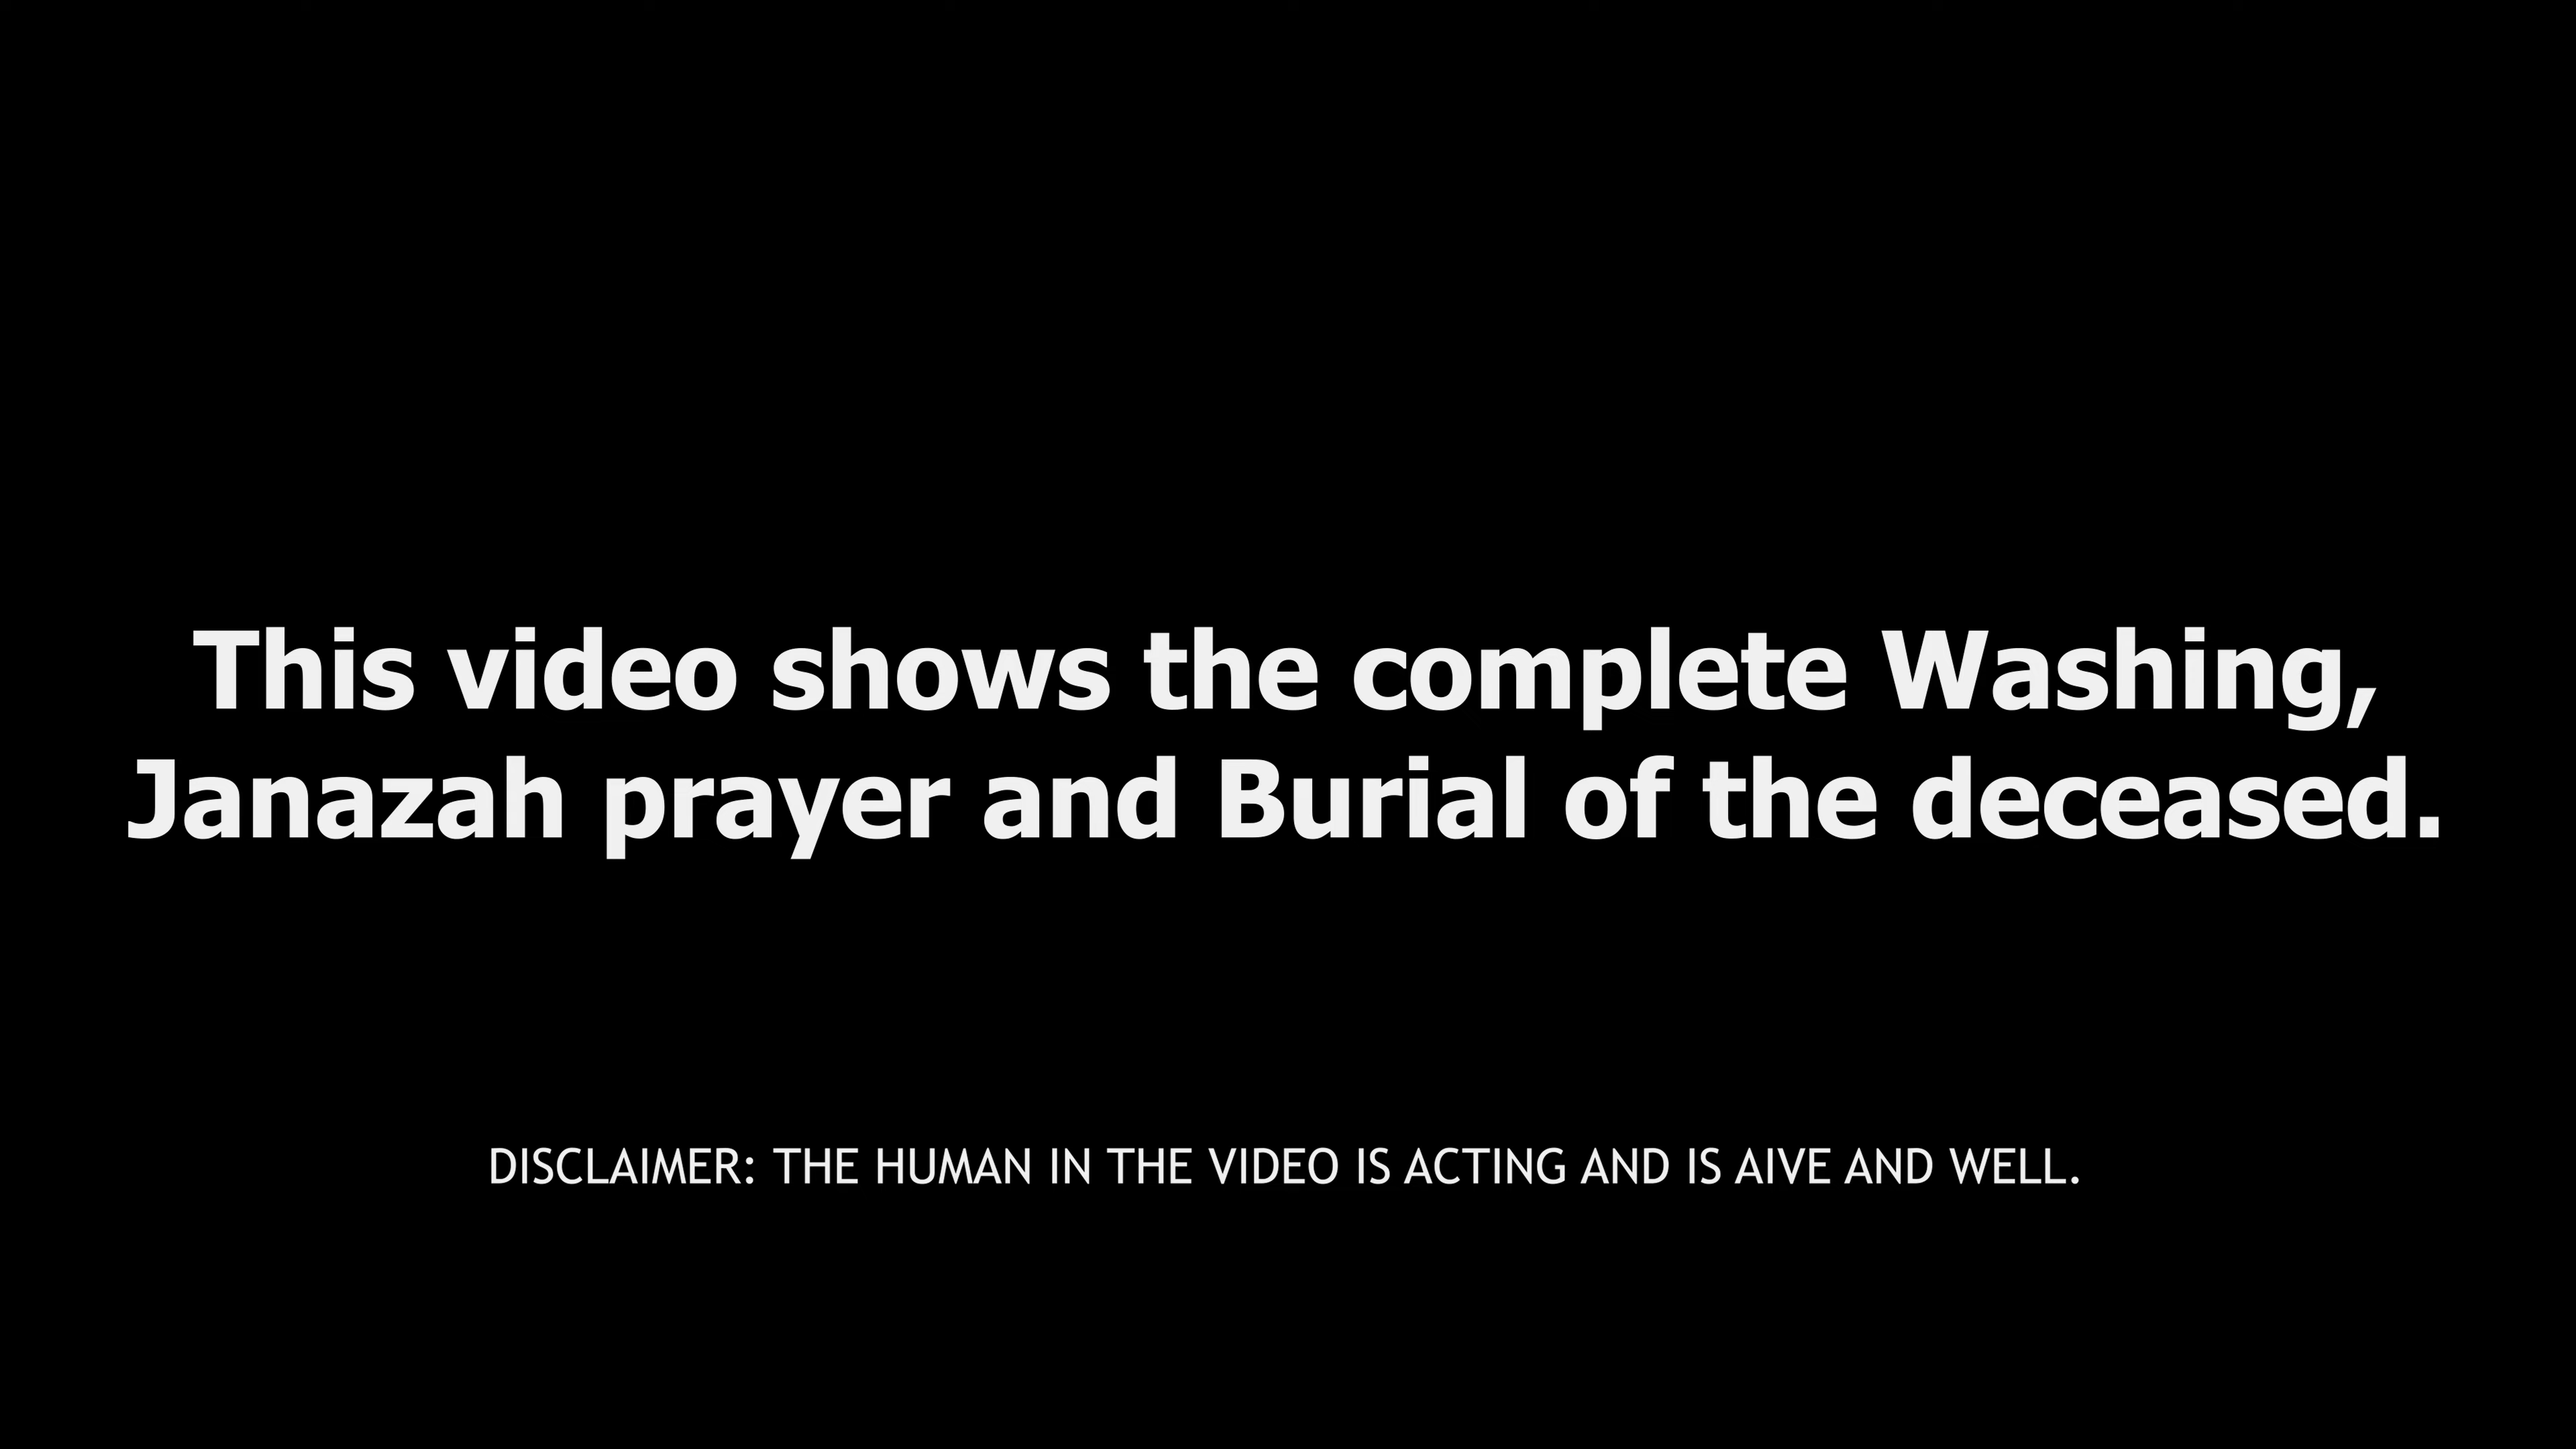 This video shows the complete Washing,
Janazah prayer and Burial of the deceased.
DISCLAIMER: THE HUMAN IN THE VIDEO IS ACTING AND IS AIVE AND WELL.